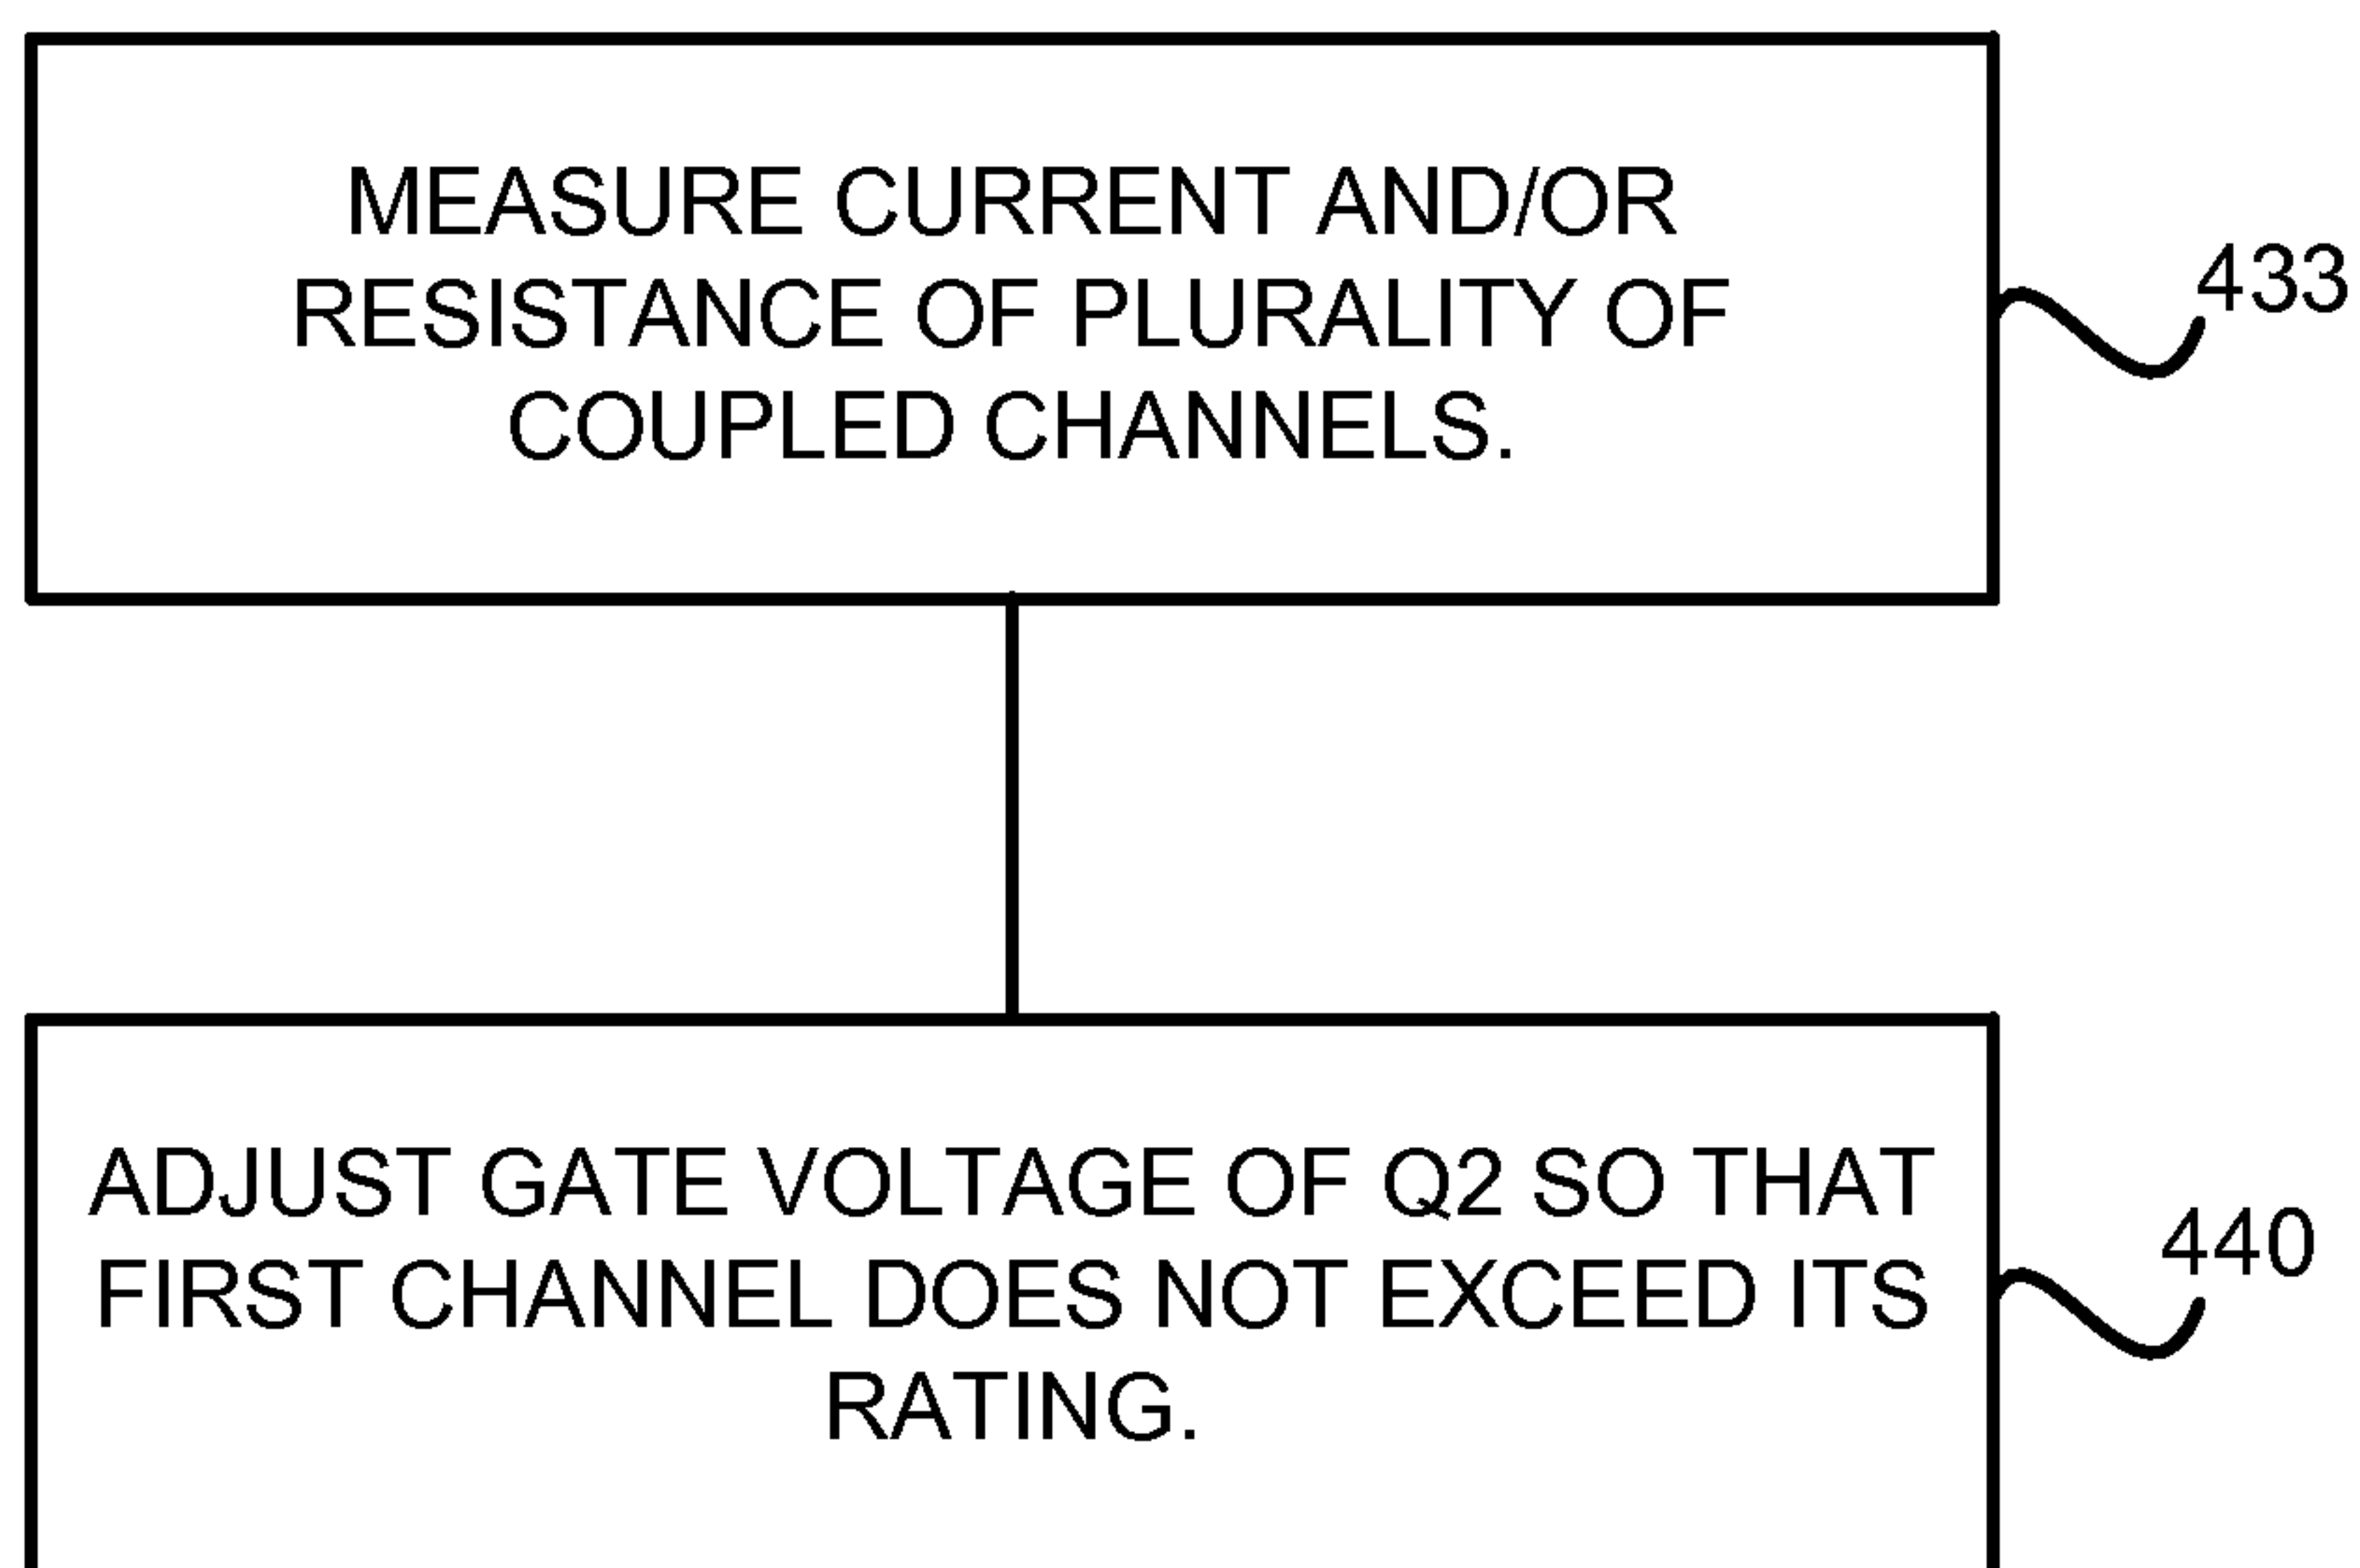 MEASURE CURRENT AND/OR
RESISTANCE OF PLURALITY OF
COUPLED CHANNELS.
433
ADJUST GATE VOLTAGE OF Q2 SO THAT
FIRST CHANNEL DOES NOT EXCEED ITS
RATING.
440